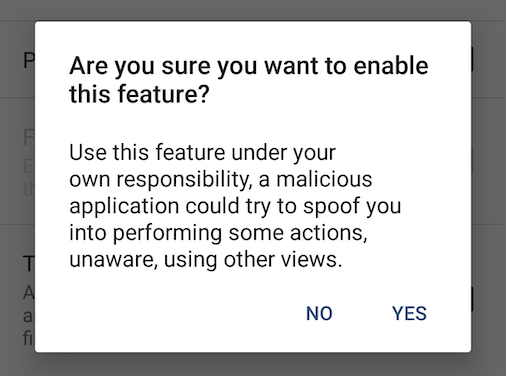 Are you sure you want to enable
this feature?
Use this feature under your
own responsibility, a malicious
application could try to spoof you
into performing some actions,
unaware, using other views.
NO YES